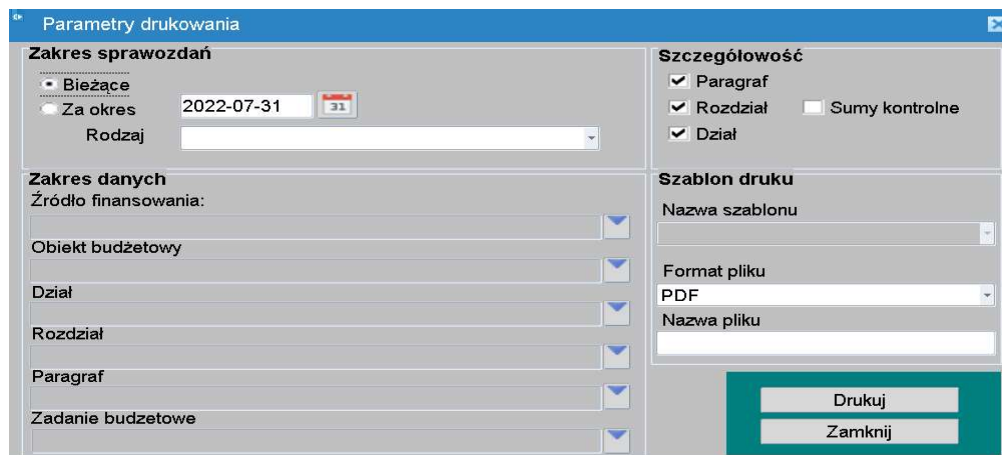 Parametry drukowania
Zakres sprawozdań
Bieżące
Za okres 2022-07-31 31
Rodzaj
Szczegółowość
Paragraf
Rozdział Sumy kontrolne
Dział
Zakres danych
Źródło finansowania:
Obiekt budżetowy
Dział
Rozdział
Paragraf
Zadanie budzetowe
Szablon druku
Nazwa szablonu
Format pliku
PDF
Nazwa pliku
Drukuj
Zamknij